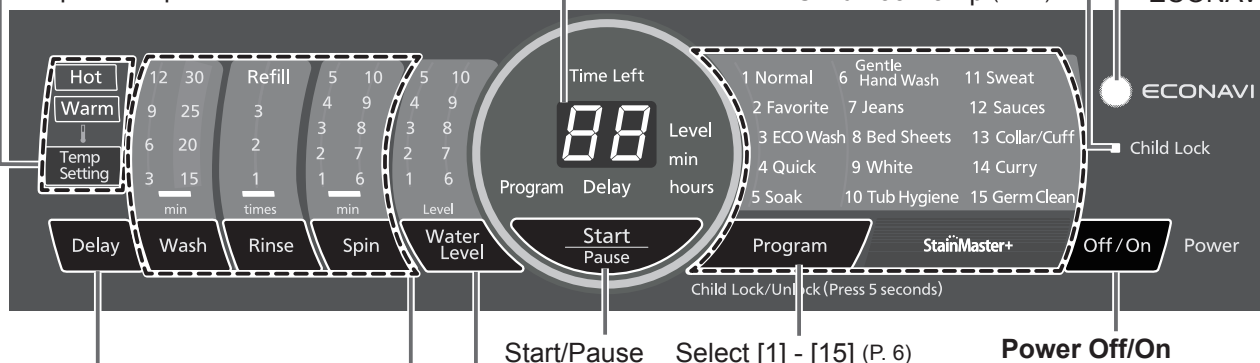 ECONAVI
Hot
Warm
Temp
Setting
12 30
9 25
6 20
3 15
min
Refill
3
2
1
times
5 10
4 9
3 8
2 7
1 6
min
5 10
4 9
3 8
2 7
1 6
Level
Time Left
88
Level
min
hours
Program Delay
1 Normal
2 Favorite
3 ECO Wash
4 Quick
5 Soak
6 Gentle
Hand Wash
7 Jeans
8 Bed Sheets
9 White
10 Tub Hygiene
11 Sweat
12 Sauces
13 Collar/Cuff
14 Curry
15 Germ Clean
ECONAVI
Child Lock
Delay
Wash
Rinse
Spin
Water
Level
Start
Pause
Program
StainMaster+
Off / On
Power
Child Lock/Unlock (Press 5 seconds)
Start/Pause
Select [1] - [15] (P. 6)
Power Off/On